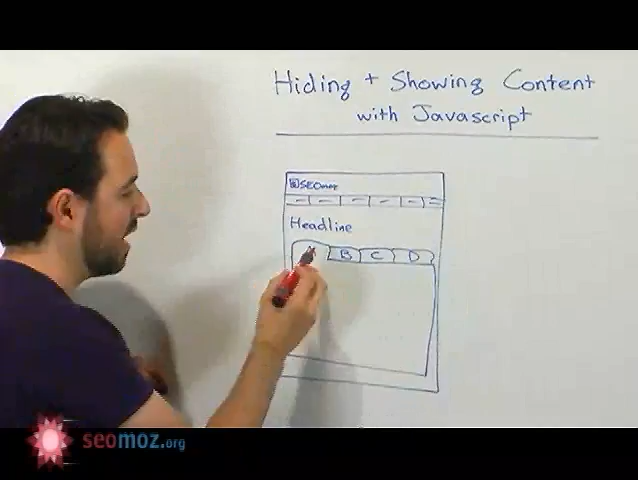 Hiding + Showing Content
with Javascript
SEOmoz
Headline
B C D
seomoz.org